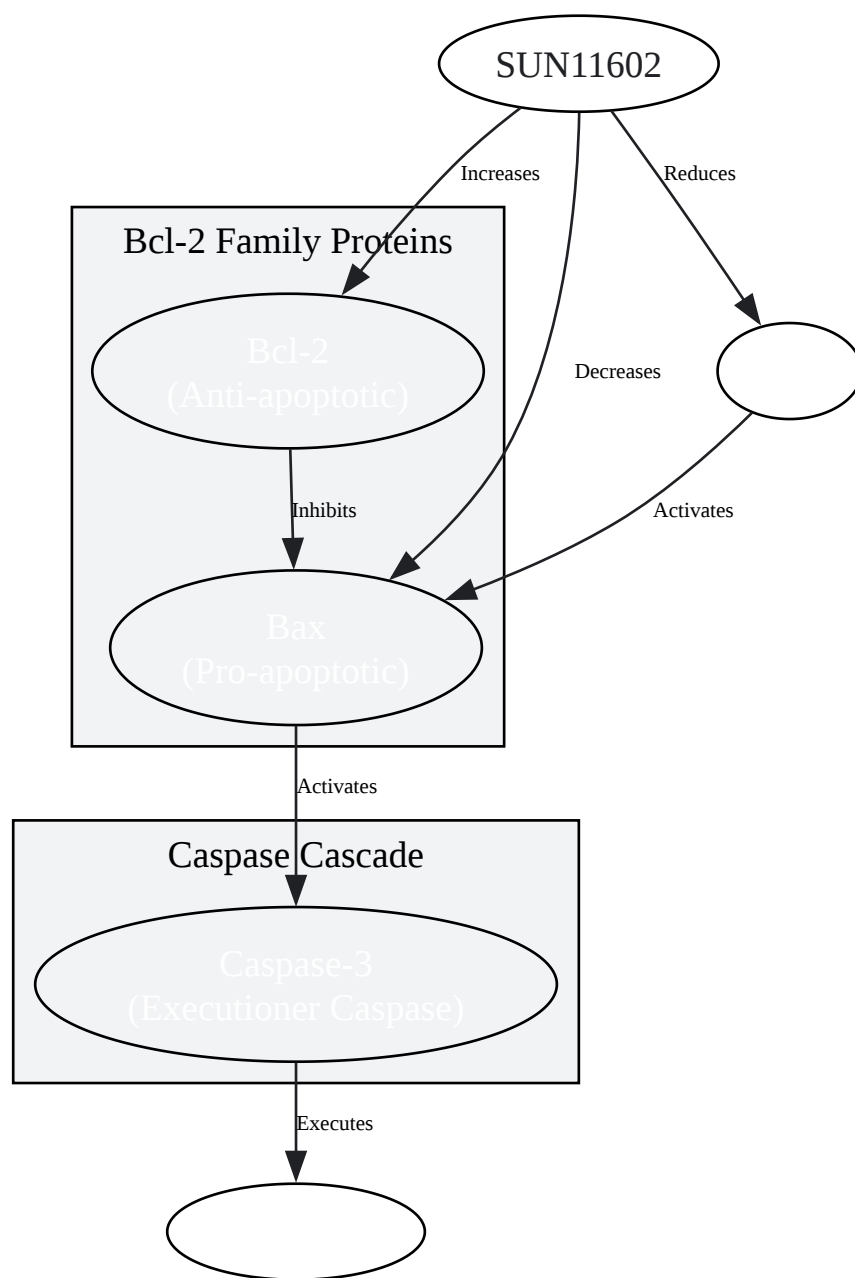 SUN11602
Increases
Reduces
Bcl-2 Family Proteins
Bcl-2
(Anti-apoptotic)
Decreases
Inhibits
Activates
Bax
(Pro-apoptotic)
Activates
Caspase Cascade
Caspase-3
(Executioner Caspase)
Executes